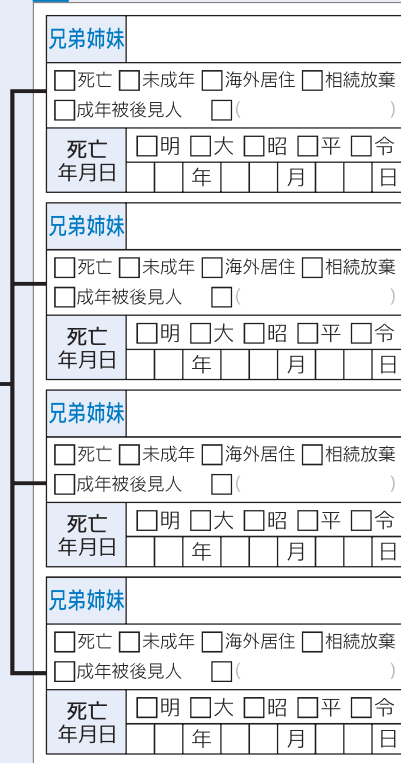 兄弟姉妹
□死亡 □未成年 □海外居住 □相続放棄
□成年被後見人 □( )
死亡 □明 □大 □昭 □平 □令
年月日 年 月 日
兄弟姉妹
□死亡 □未成年 □海外居住 □相続放棄
□成年被後見人 □( )
死亡 □明 □大 □昭 □平 □令
年月日 年 月 日
兄弟姉妹
□死亡 □未成年 □海外居住 □相続放棄
□成年被後見人 □( )
死亡 □明 □大 □昭 □平 □令
年月日 年 月 日
兄弟姉妹
□死亡 □未成年 □海外居住 □相続放棄
□成年被後見人 □( )
死亡 □明 □大 □昭 □平 □令
年月日 年 月 日